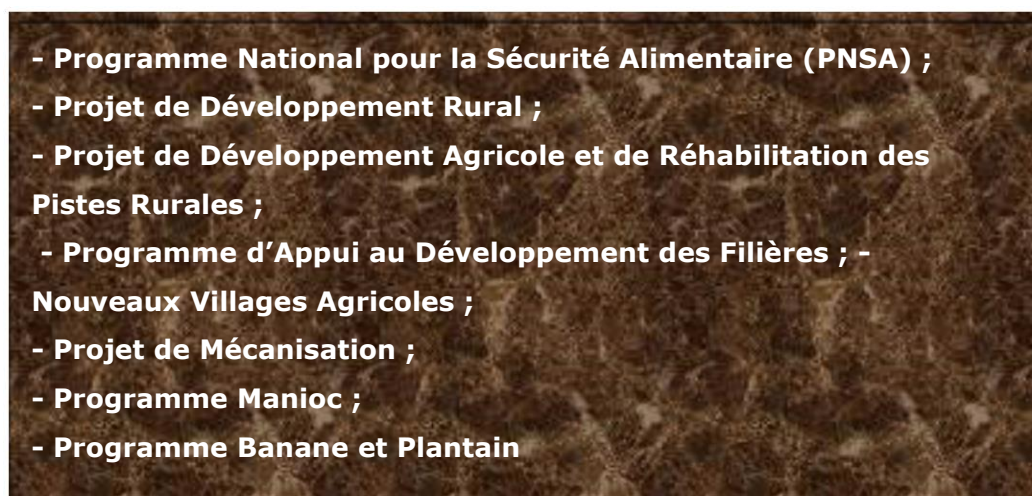 - Programme National pour la Sécurité Alimentaire (PNSA) ;
- Projet de Développement Rural ;
- Projet de Développement Agricole et de Réhabilitation des
Pistes Rurales ;
- Programme d’Appui au Développement des Filières ; -
Nouveaux Villages Agricoles ;
- Projet de Mécanisation ;
- Programme Manioc ;
- Programme Banane et Plantain